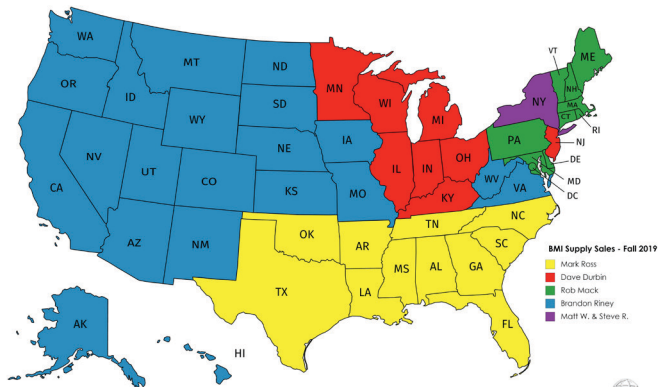 WA
MT
ND
MN
VT
ME
OR
ID
SD
WI
MI
NY
NH
MA
CT
RI
WY
IA
PA
NJ
NE
IL
IN
OH
DE
NV
UT
CO
WV
VA
MD
DC
CA
KS
MO
KY
AZ
NM
OK
AR
TN
NC
SC
MS
AL
GA
TX
LA
FL
AK
HI
BMI Supply Sales - Fall 2019
Mark Ross
Dave Durbin
Rob Mack
Brandon Riney
Matt W. & Steve R.